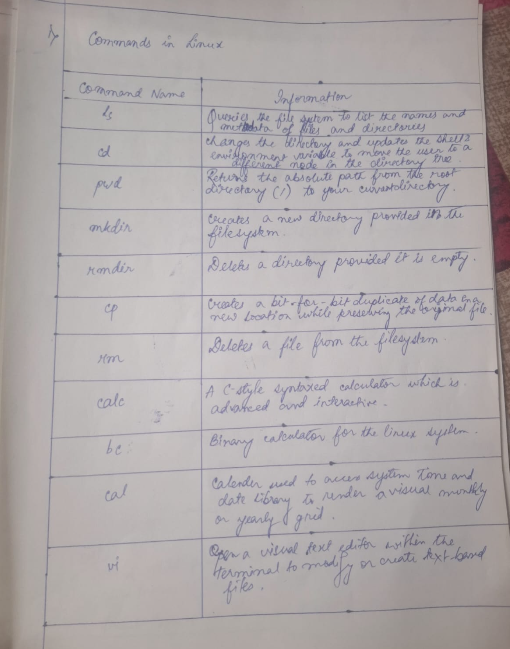 1)
Commands in Linux
Command Name
Information
ls
Queries the file system to list the names and
metadata of files and directories
cd
changes the directory and updates the shell's
environment variable to move the user to a
different node in the directory tree.
pwd
Returns the absolute path from the root
directory (/) to your current directory.
mkdir
Creates a new directory provided in the
filesystem.
rmdir
Deletes a directory provided it is empty.
cp
Creates a bit-for-bit duplicate of data in a
new location while preserving the original file.
rm
Deletes a file from the filesystem.
calc
A C-style syntaxed calculator which is
advanced and interactive.
bc
Binary calculator for the linux system.
cal
Calender used to access system time and
date library to render a visual monthly
or yearly grid.
vi
Open a visual text editor within the
terminal to modify or create text-based
files.